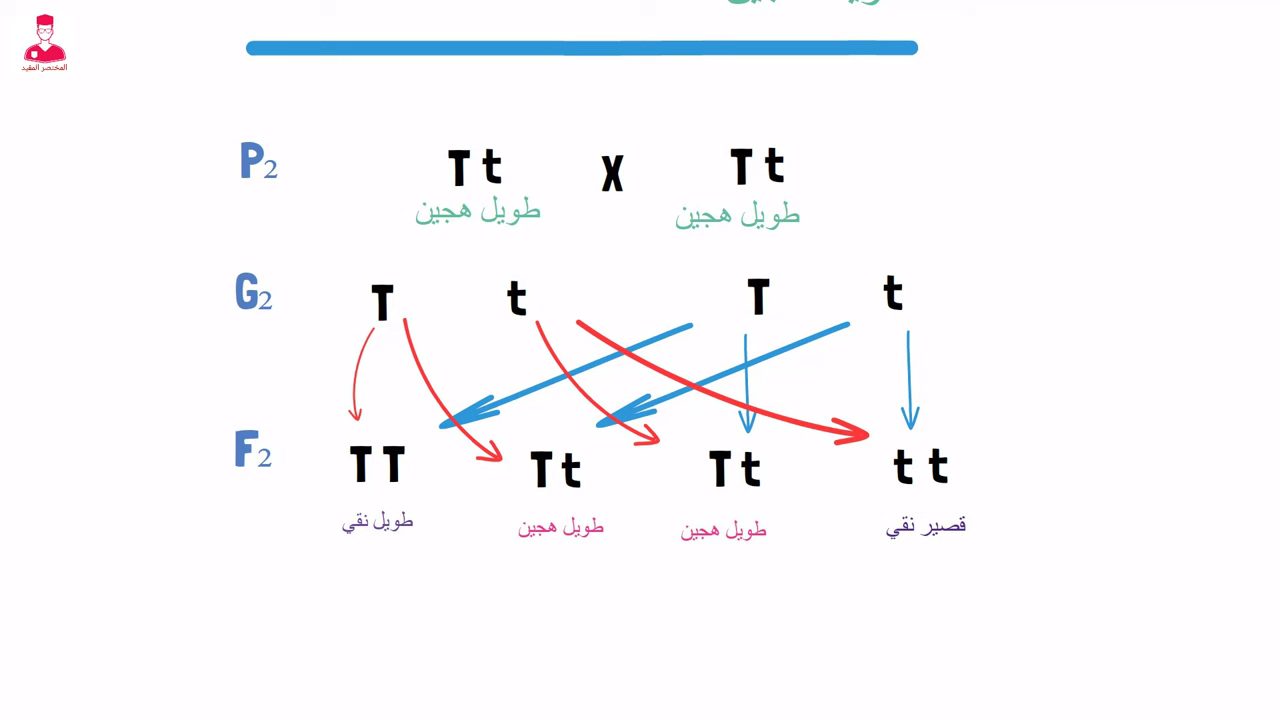 المختصر المفيد
P2 Tt X Tt
طويل هجين طويل هجين
G2 T t T t
F2 TT Tt Tt tt
طويل نقي طويل هجين طويل هجين قصير نقي